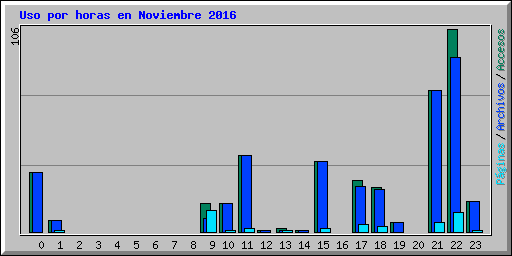 Uso por horas en Noviembre 2016
106
Páginas / Archivos / Accesos
0 1 2 3 4 5 6 7 8 9 10 11 12 13 14 15 16 17 18 19 20 21 22 23